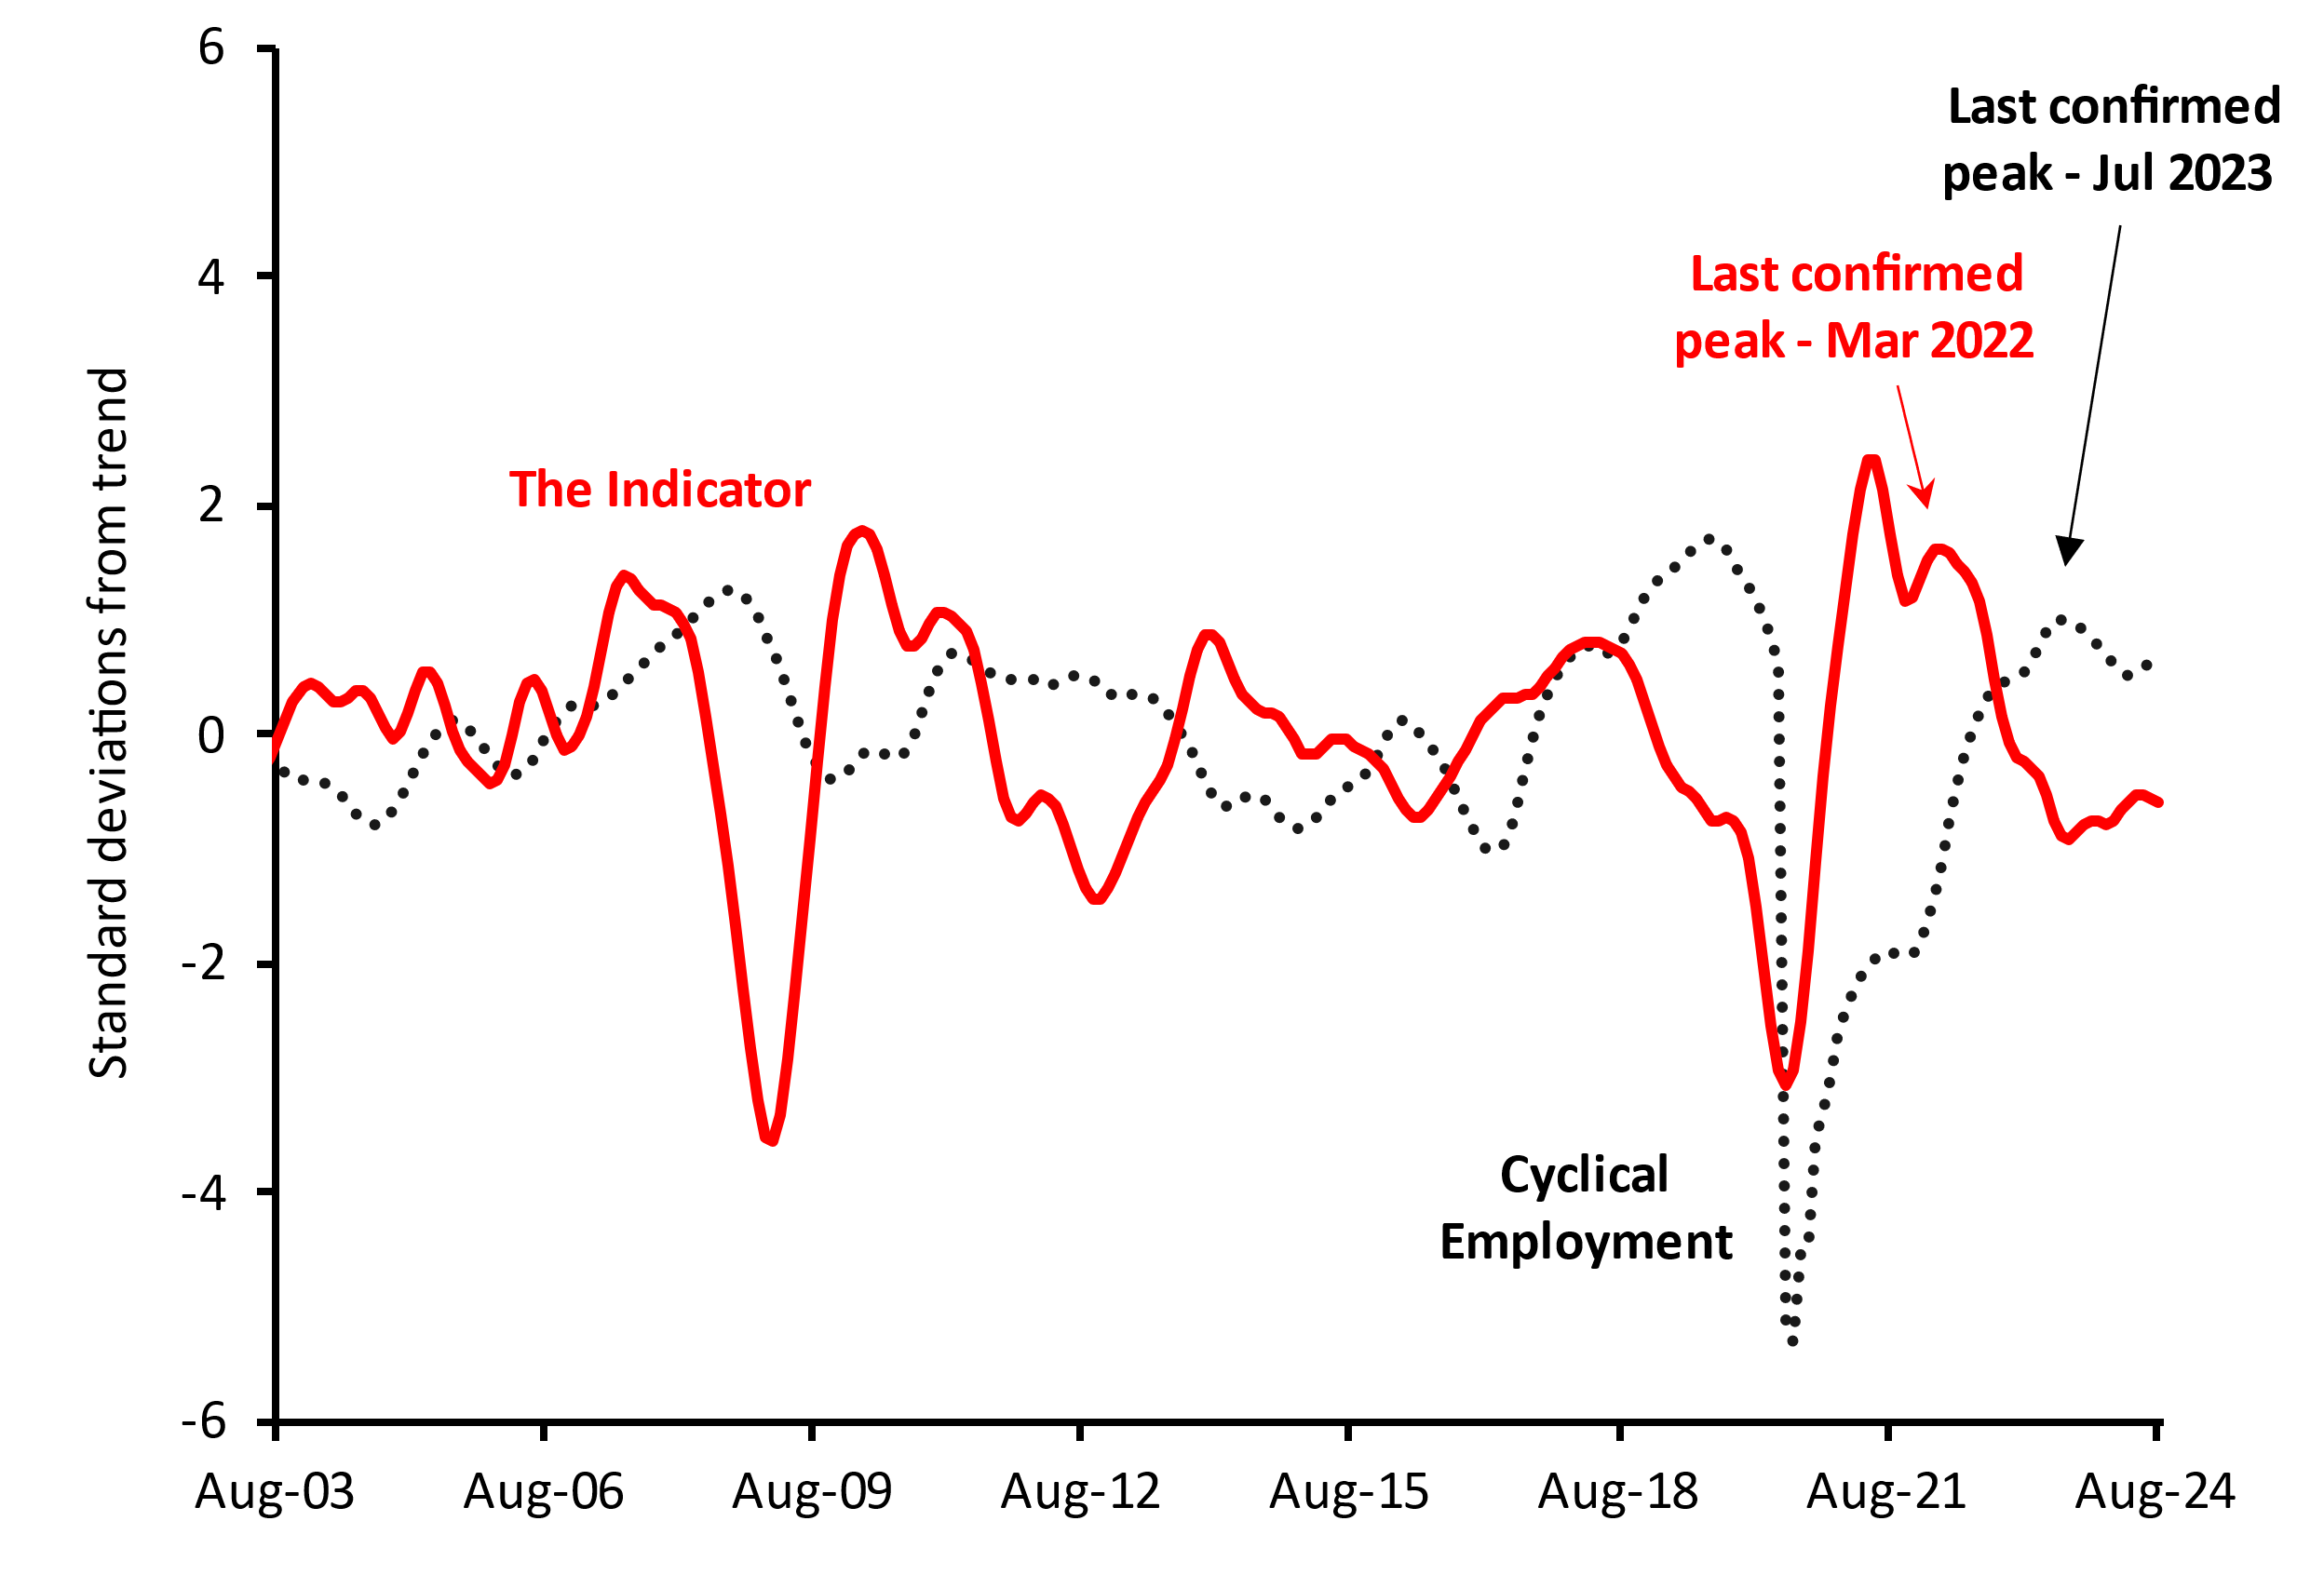 6
Last confirmed
peak - Jul 2023
4
Last confirmed
peak - Mar 2022
Standard deviations from trend
2
The Indicator
0
-2
-4
Cyclical
Employment
-6
Aug-03 Aug-06 Aug-09 Aug-12 Aug-15 Aug-18 Aug-21 Aug-24